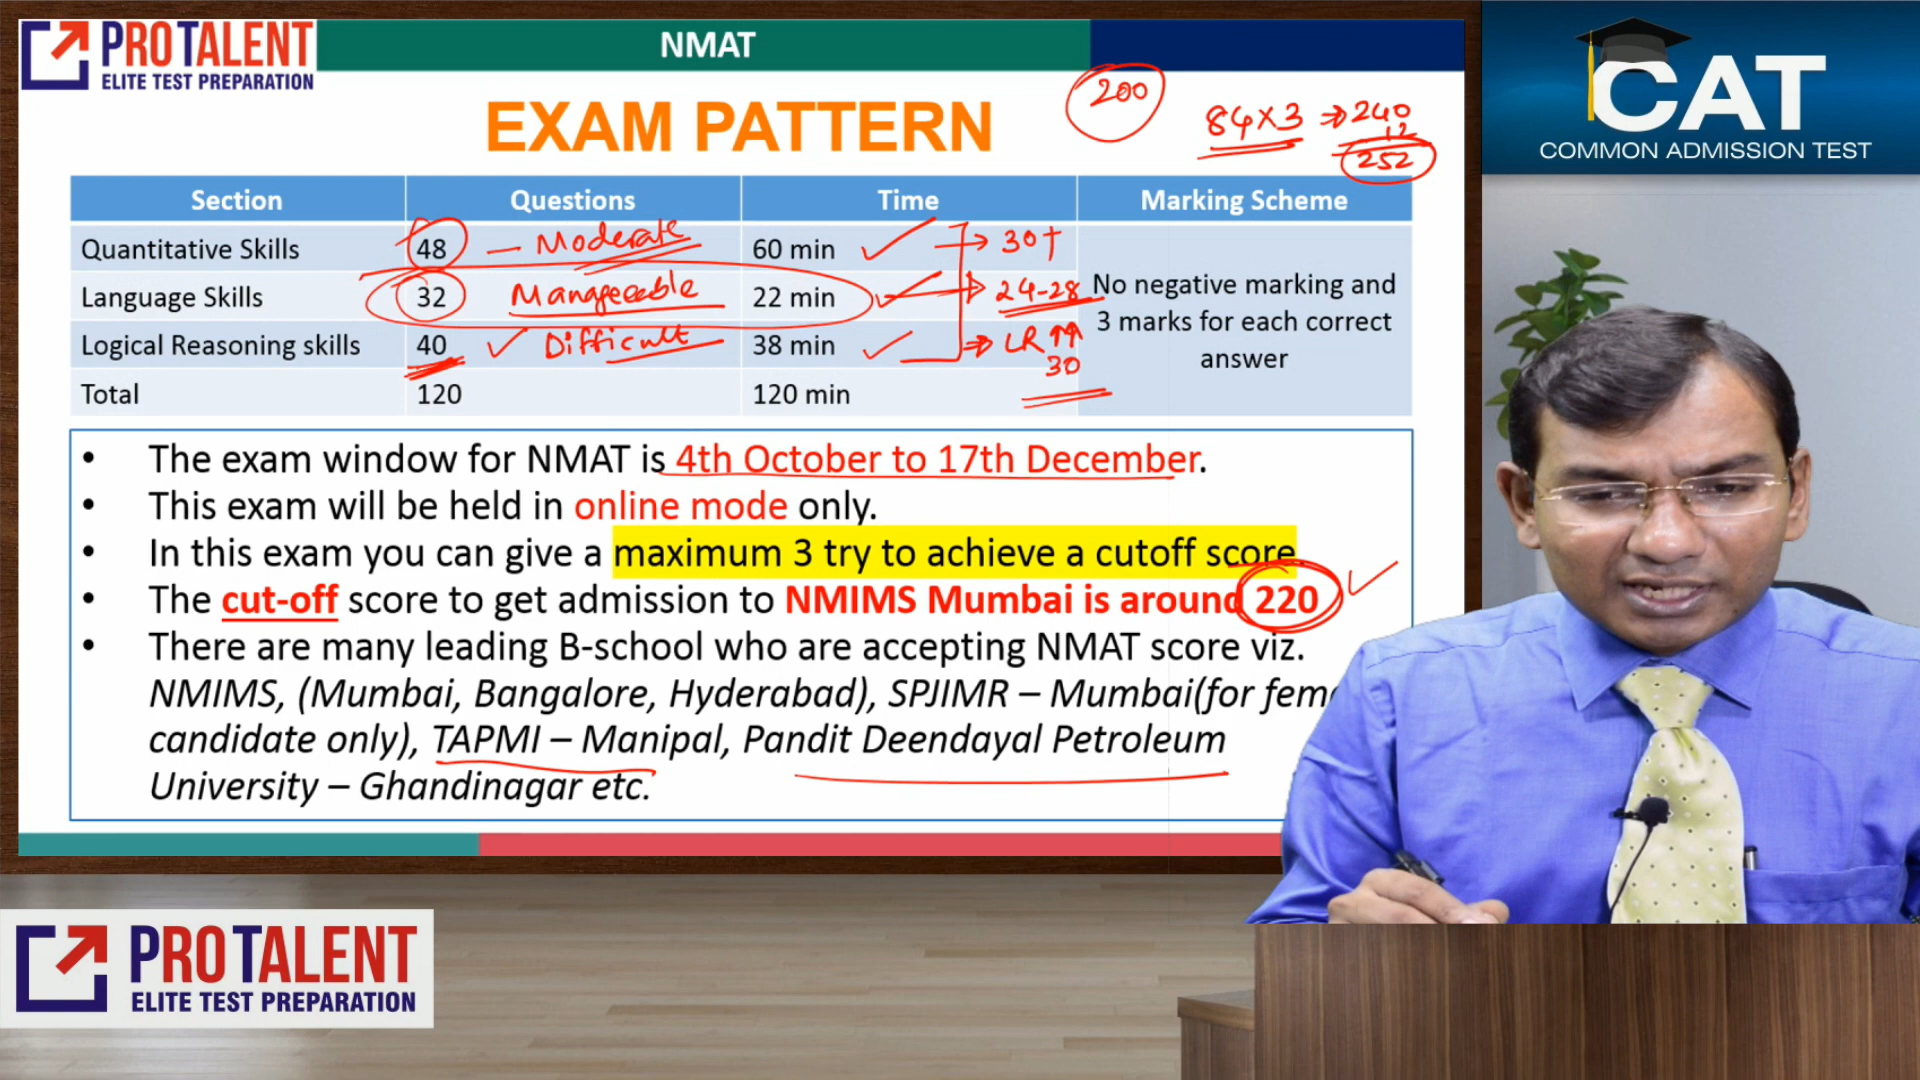 PROTALENT
ELITE TEST PREPARATION
NMAT
CAT
COMMON ADMISSION TEST
EXAM PATTERN
200
84×3 → 240
12
252
Section Questions Time Marking Scheme
Quantitative Skills 48 – Moderate 60 min → 30↑
Language Skills 32 Manageable 22 min → 24-28
Logical Reasoning skills 40 Difficult 38 min → LR ↑↑
30
Total 120 120 min
No negative marking and
3 marks for each correct
answer
• The exam window for NMAT is 4th October to 17th December.
• This exam will be held in online mode only.
• In this exam you can give a maximum 3 try to achieve a cutoff score.
• The cut-off score to get admission to NMIMS Mumbai is around 220
• There are many leading B-school who are accepting NMAT score viz.
NMIMS, (Mumbai, Bangalore, Hyderabad), SPJIMR – Mumbai(for fem
candidate only), TAPMI – Manipal, Pandit Deendayal Petroleum
University – Ghandinagar etc.
PROTALENT
ELITE TEST PREPARATION